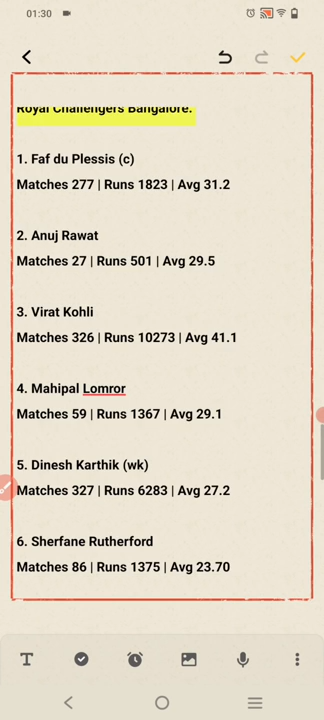 01:30
Royal Challengers Bangalore.
1. Faf du Plessis (c)
Matches 277 | Runs 1823 | Avg 31.2
2. Anuj Rawat
Matches 27 | Runs 501 | Avg 29.5
3. Virat Kohli
Matches 326 | Runs 10273 | Avg 41.1
4. Mahipal Lomror
Matches 59 | Runs 1367 | Avg 29.1
5. Dinesh Karthik (wk)
Matches 327 | Runs 6283 | Avg 27.2
6. Sherfane Rutherford
Matches 86 | Runs 1375 | Avg 23.70